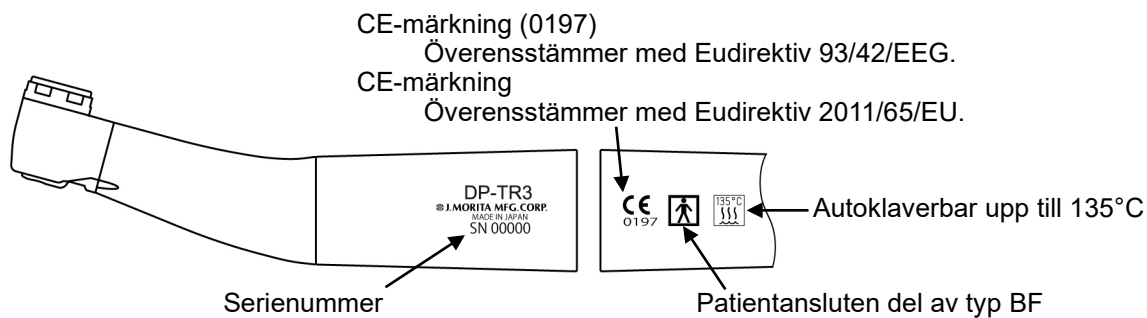 CE-märkning (0197)
Överensstämmer med Eudirektiv 93/42/EEG.
CE-märkning
Överensstämmer med Eudirektiv 2011/65/EU.
DP-TR3
J. MORITA MFG. CORP.
MADE IN JAPAN
SN 00000
CE
0197
135°C
Autoklaverbar upp till 135°C
Serienummer
Patientansluten del av typ BF